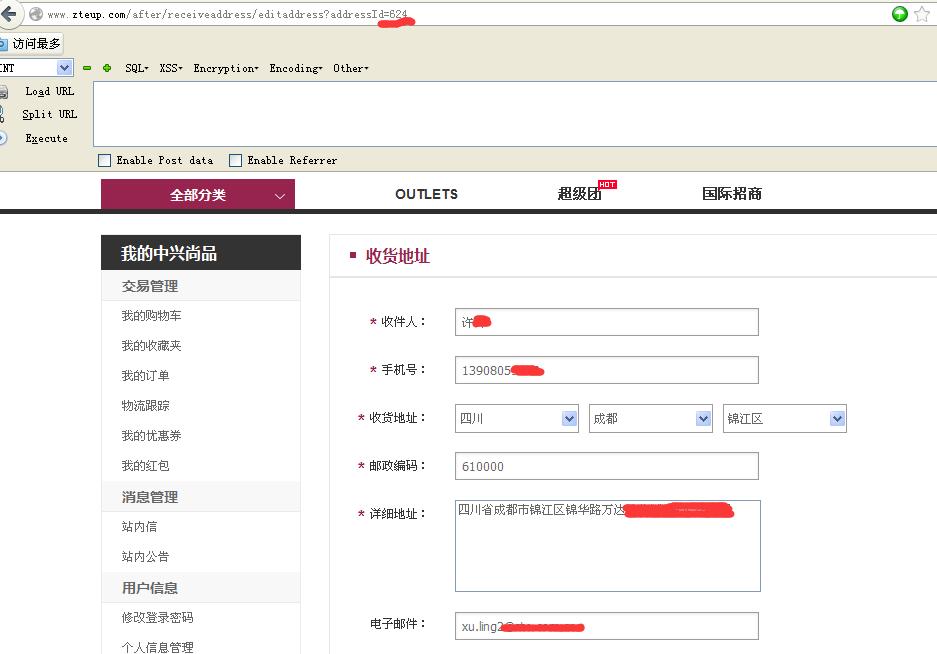 www.zteup.com/after/receiveaddress/editaddress?addressId=624
访问最多
INT SQL▾ XSS▾ Encryption▾ Encoding▾ Other▾
Load URL
Split URL
Execute
Enable Post data Enable Referrer
全部分类 OUTLETS 超级团 HOT 国际招商
我的中兴尚品
交易管理
我的购物车
我的收藏夹
我的订单
物流跟踪
我的优惠券
我的红包
消息管理
站内信
站内公告
用户信息
修改登录密码
个人信息管理
收货地址
* 收件人: 许
* 手机号: 1390805
* 收货地址: 四川 成都 锦江区
* 邮政编码: 610000
* 详细地址: 四川省成都市锦江区锦华路万达
电子邮件: xu.ling2